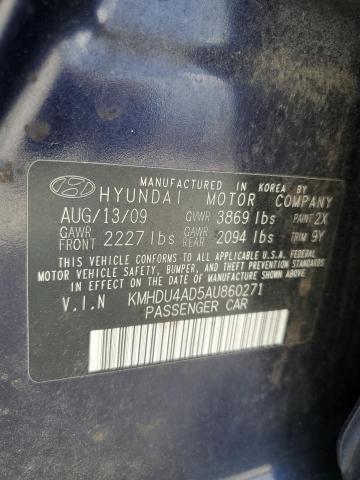 MANUFACTURED IN KOREA BY
HYUNDAI MOTOR COMPANY
AUG/13/09 GVWR 3869 lbs PAINT 2X
GAWR FRONT 2227 lbs GAWR REAR 2094 lbs TRIM 9Y
THIS VEHICLE CONFORMS TO ALL APPLICABLE U.S.A FEDERAL
MOTOR VEHICLE SAFETY, BUMPER, AND THEFT PREVENTION
STANDARDS IN EFFECT ON THE DATE OF MANUFACTURE SHOWN ABOVE.
V.I.N KMHDU4AD5AU860271
PASSENGER CAR